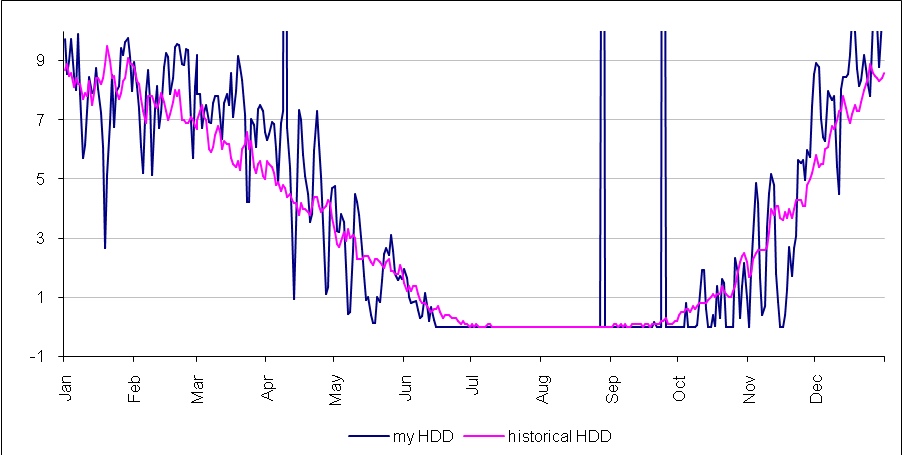 9
7
5
3
1
-1
Jan
Feb
Mar
Apr
May
Jun
Jul
Aug
Sep
Oct
Nov
Dec
my HDD
historical HDD